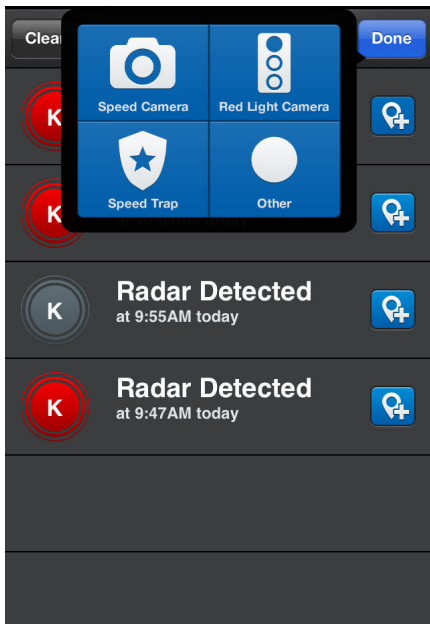 Clea
Done
Speed Camera
Red Light Camera
Speed Trap
Other
K
K
K
Radar Detected
at 9:55AM today
K
Radar Detected
at 9:47AM today